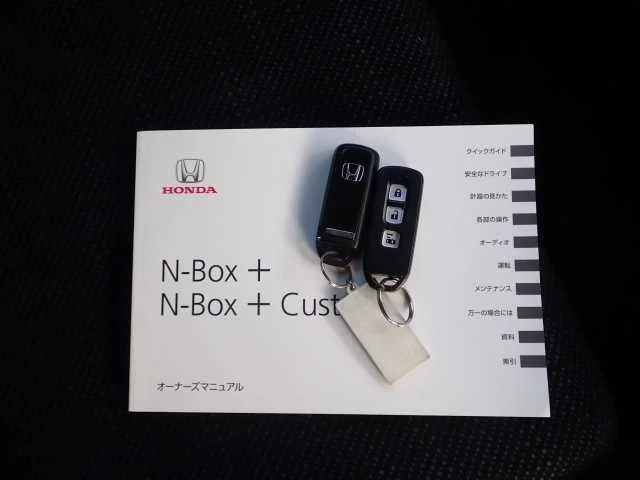 HONDA
N-Box +
N-Box + Cust
オーナーズマニュアル
クイックガイド
安全なドライブ
計器の見かた
各部の操作
オーディオ
運転
メンテナンス
万一の場合には
資料
索引